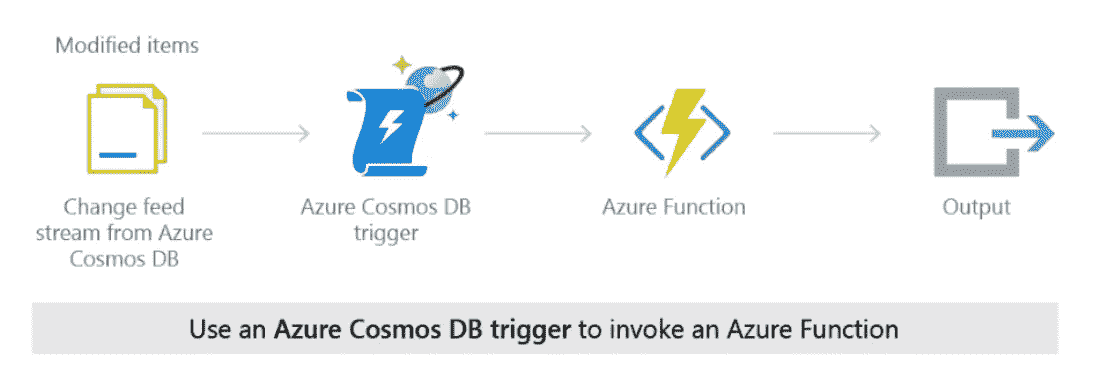 Modified items
Change feed
stream from Azure
Cosmos DB
Azure Cosmos DB
trigger
Azure Function
Output
Use an Azure Cosmos DB trigger to invoke an Azure Function